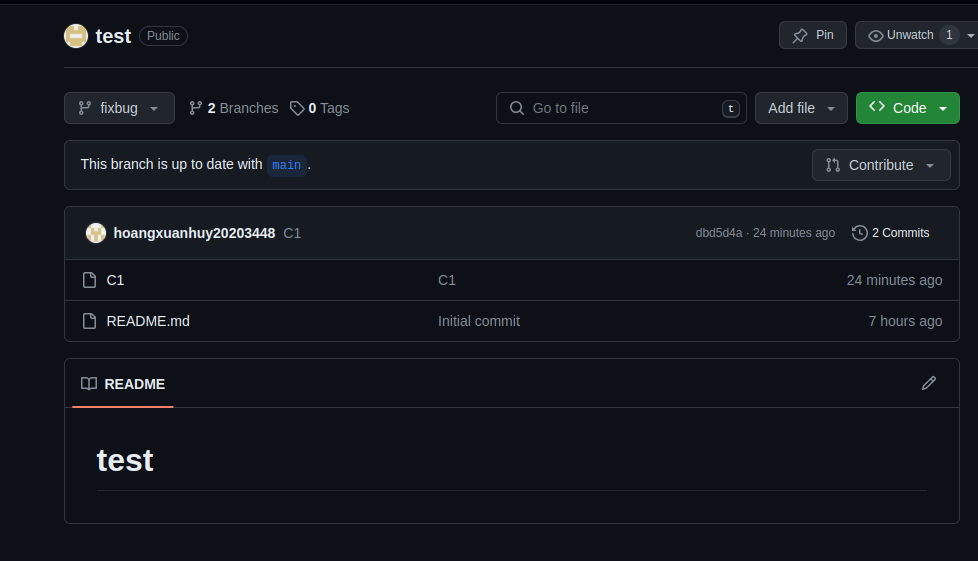 test Public Pin Unwatch 1
fixbug 2 Branches 0 Tags Go to file t Add file Code
This branch is up to date with main. Contribute
hoangxuanhuy20203448 C1 dbd5d4a · 24 minutes ago 2 Commits
C1 C1 24 minutes ago
README.md Initial commit 7 hours ago
README
test